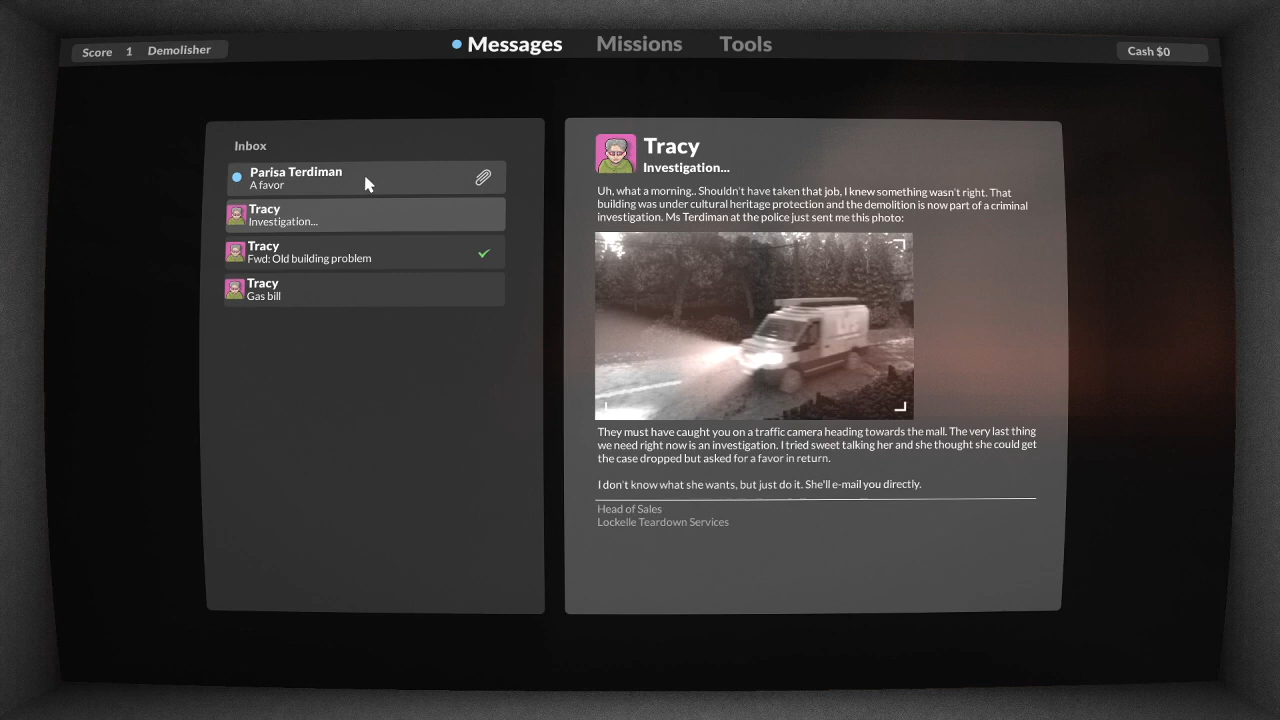 Score 1 Demolisher
Messages Missions Tools
Cash $0
Inbox
Parisa Terdiman
A favor
Tracy
Investigation...
Tracy
Fwd: Old building problem
Tracy
Gas bill
Tracy
Investigation...
Uh, what a morning.. Shouldn't have taken that job, I knew something wasn't right. That
building was under cultural heritage protection and the demolition is now part of a criminal
investigation. Ms Terdiman at the police just sent me this photo:
They must have caught you on a traffic camera heading towards the mall. The very last thing
we need right now is an investigation. I tried sweet talking her and she thought she could get
the case dropped but asked for a favor in return.
I don't know what she wants, but just do it. She'll e-mail you directly.
Head of Sales
Lockelle Teardown Services